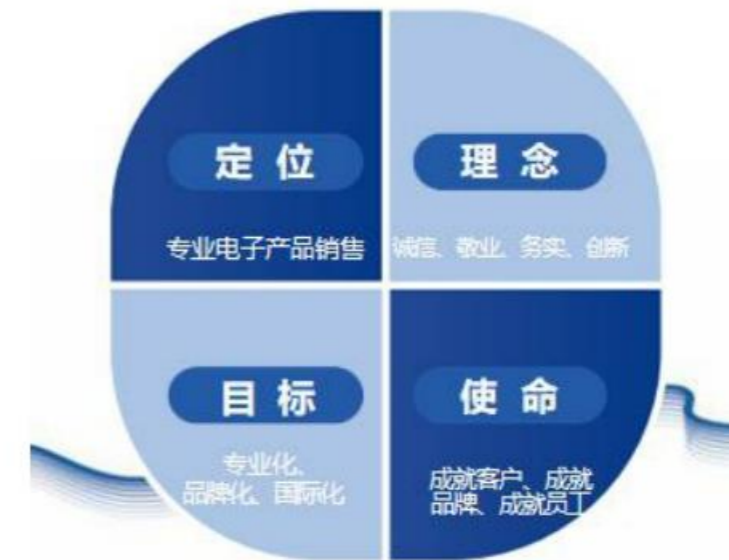 定位
专业电子产品销售
理念
诚信、敬业、务实、创新
目标
专业化、
品牌化、国际化
使命
成就客户、成就
品牌、成就员工